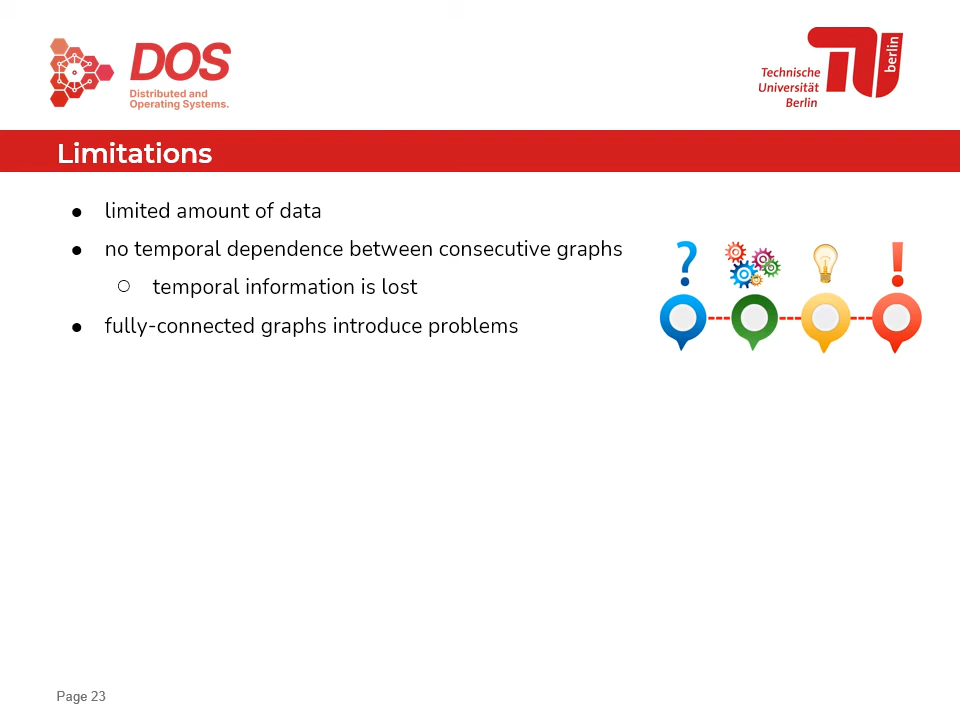 DOS
Distributed and
Operating Systems.
Technische
Universität
Berlin
berlin
Limitations
● limited amount of data
● no temporal dependence between consecutive graphs
○ temporal information is lost
● fully-connected graphs introduce problems
?
!
Page 23